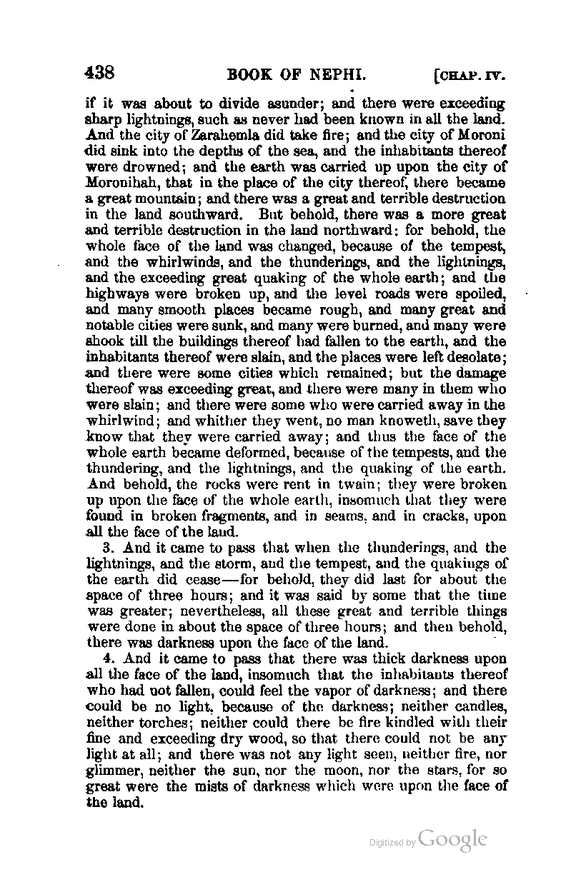 438 BOOK OF NEPHI. [CHAP. IV.
if it was about to divide asunder; and there were exceeding
sharp lightnings, such as never had been known in all the land.
And the city of Zarahemla did take fire; and the city of Moroni
did sink into the depths of the sea, and the inhabitants thereof
were drowned; and the earth was carried up upon the city of
Moronihah, that in the place of the city thereof, there became
a great mountain; and there was a great and terrible destruction
in the land southward. But behold, there was a more great
and terrible destruction in the land northward: for behold, the
whole face of the land was changed, because of the tempest,
and the whirlwinds, and the thunderings, and the lightnings,
and the exceeding great quaking of the whole earth; and the
highways were broken up, and the level roads were spoiled,
and many smooth places became rough, and many great and
notable cities were sunk, and many were burned, and many were
shook till the buildings thereof had fallen to the earth, and the
inhabitants thereof were slain, and the places were left desolate;
and there were some cities which remained; but the damage
thereof was exceeding great, and there were many in them who
were slain; and there were some who were carried away in the
whirlwind; and whither they went, no man knoweth, save they
know that they were carried away; and thus the face of the
whole earth became deformed, because of the tempests, and the
thundering, and the lightnings, and the quaking of the earth.
And behold, the rocks were rent in twain; they were broken
up upon the face of the whole earth, insomuch that they were
found in broken fragments, and in seams, and in cracks, upon
all the face of the land.
3. And it came to pass that when the thunderings, and the
lightnings, and the storm, and the tempest, and the quakings of
the earth did cease—for behold, they did last for about the
space of three hours; and it was said by some that the time
was greater; nevertheless, all these great and terrible things
were done in about the space of three hours; and then behold,
there was darkness upon the face of the land.
4. And it came to pass that there was thick darkness upon
all the face of the land, insomuch that the inhabitants thereof
who had not fallen, could feel the vapor of darkness; and there
could be no light, because of the darkness; neither candles,
neither torches; neither could there be fire kindled with their
fine and exceeding dry wood, so that there could not be any
light at all; and there was not any light seen, neither fire, nor
glimmer, neither the sun, nor the moon, nor the stars, for so
great were the mists of darkness which were upon the face of
the land.
Digitized by Google